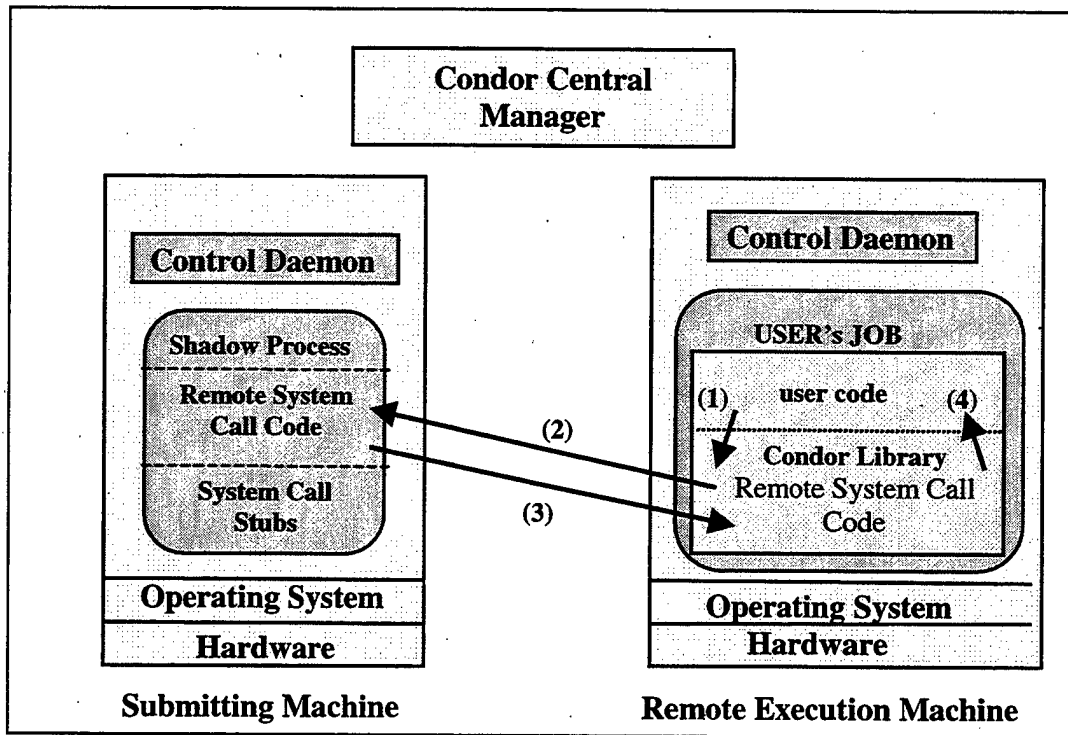 Condor Central
Manager
Control Daemon
Shadow Process
Remote System
Call Code
System Call
Stubs
Operating System
Hardware
Submitting Machine
(2)
(3)
Control Daemon
USER's JOB
(1)
user code
(4)
Condor Library
Remote System Call
Code
Operating System
Hardware
Remote Execution Machine